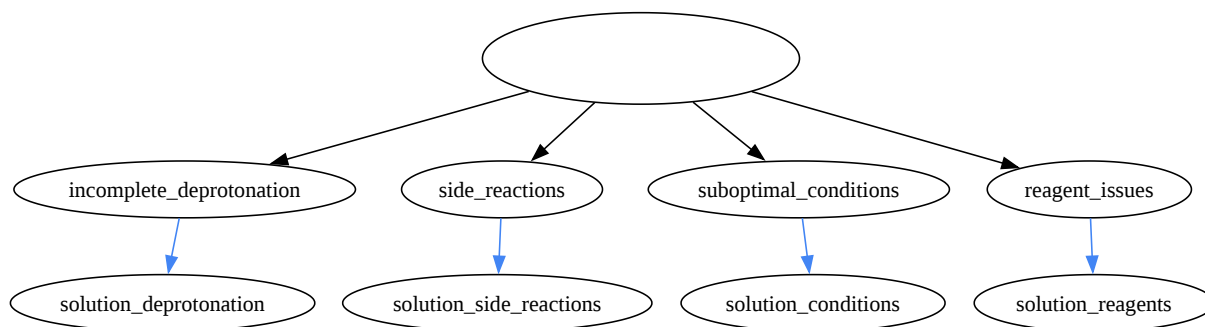 incomplete_deprotonation
side_reactions
suboptimal_conditions
reagent_issues
solution_deprotonation
solution_side_reactions
solution_conditions
solution_reagents